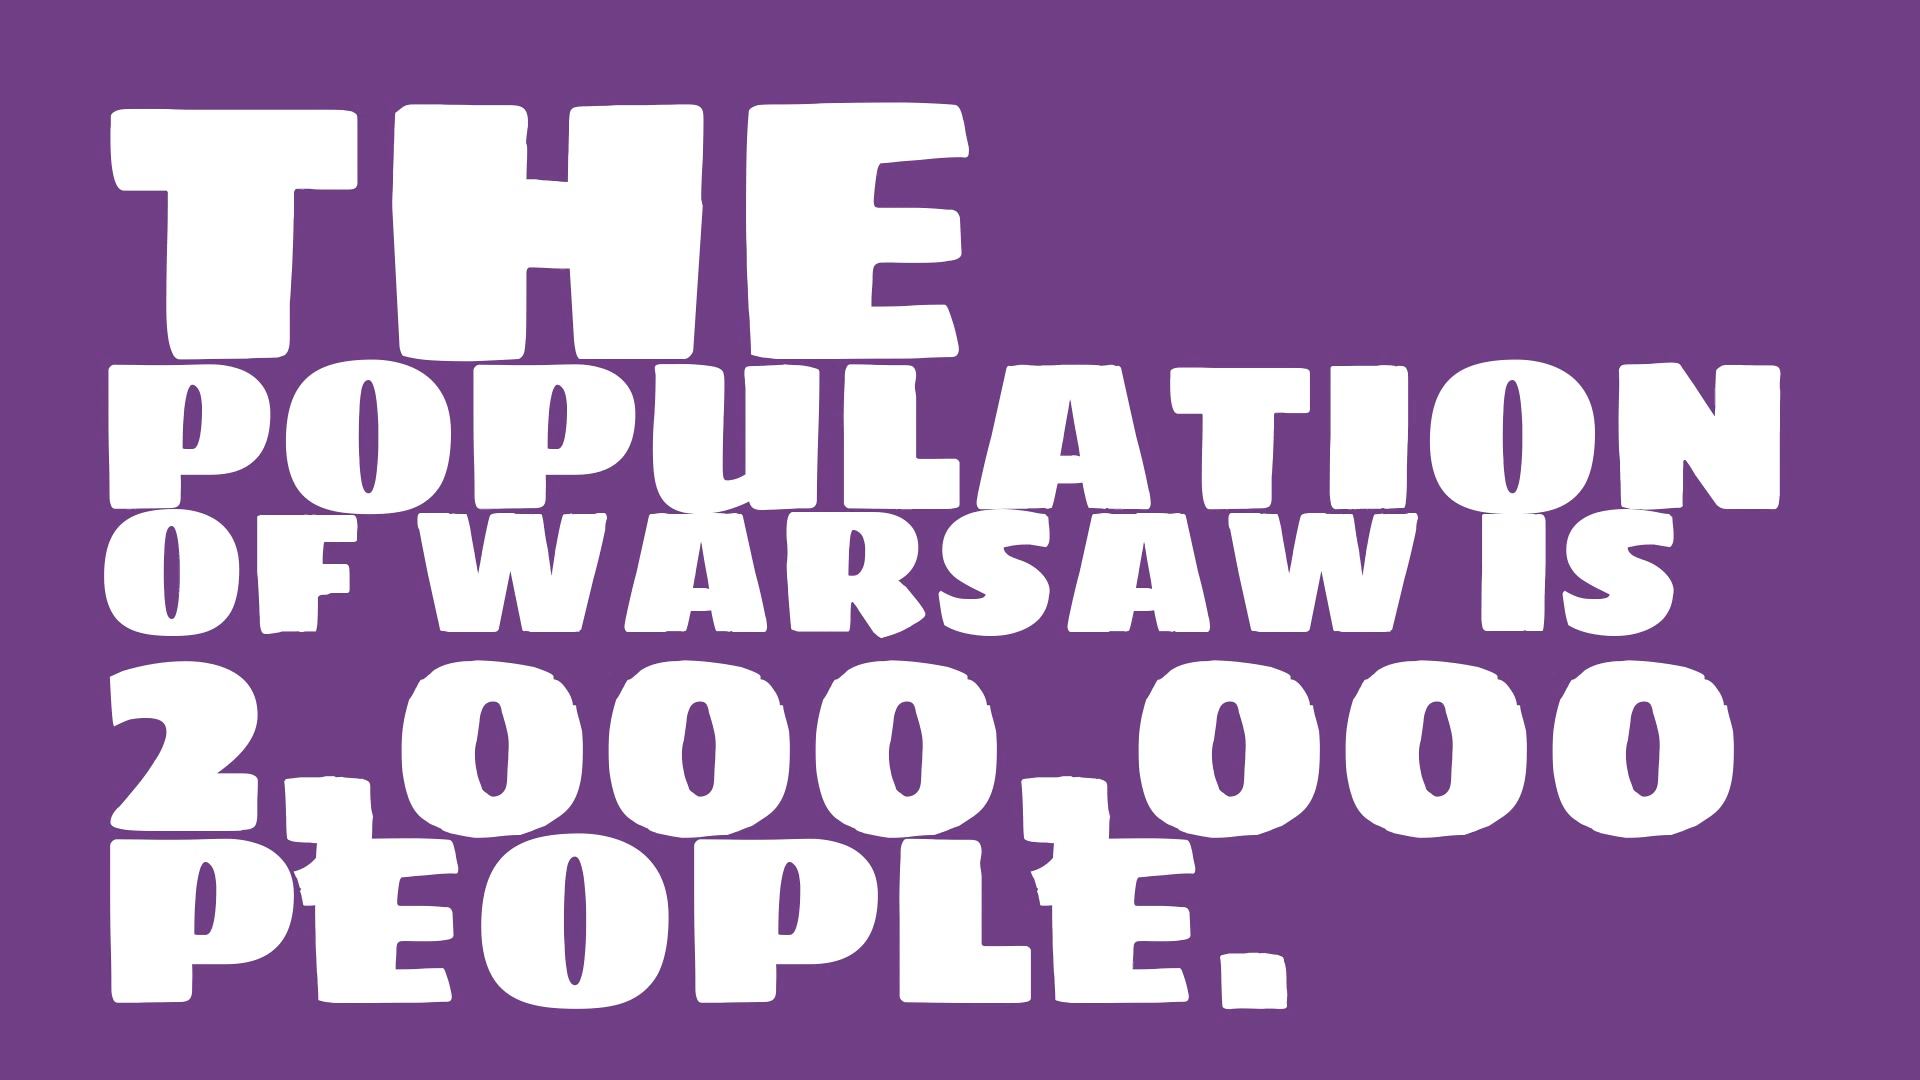 THE
POPULATION
OF WARSAW IS
2,000,000
PEOPLE.